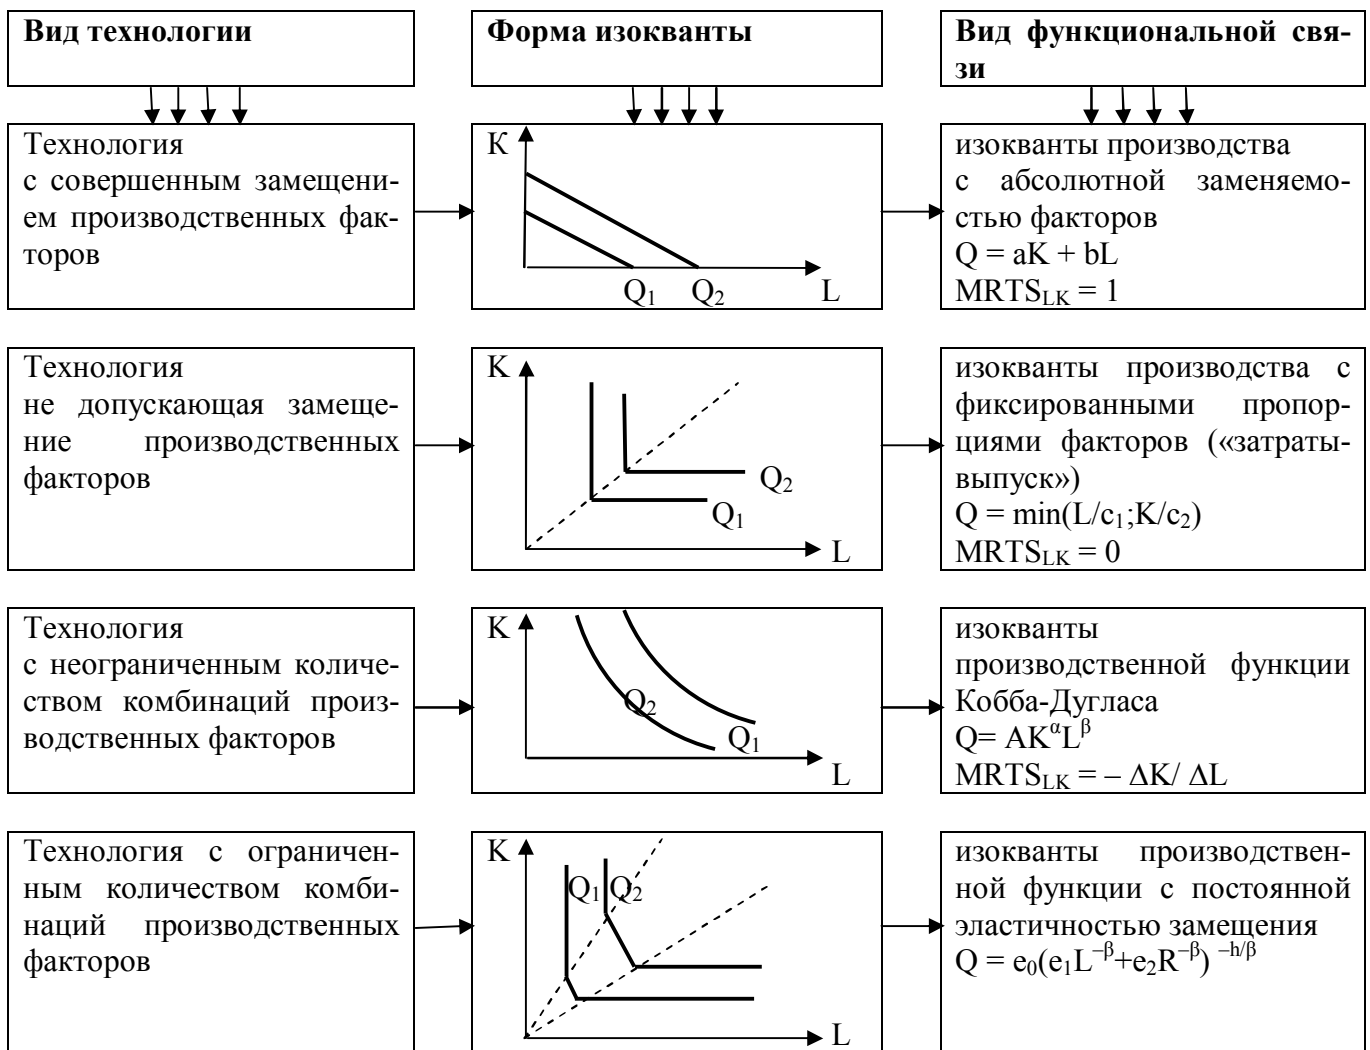 Вид технологии
Форма изокванты
Вид функциональной свя-
зи
Технология
с совершенным замещени-
ем производственных фак-
торов
К
Q₁ Q₂ L
изокванты производства
с абсолютной заменяемо-
стью факторов
Q = aK + bL
MRTS_LK = 1
Технология
не допускающая замеще-
ние производственных
факторов
K
Q₂
Q₁
L
изокванты производства с
фиксированными пропор-
циями факторов («затраты-
выпуск»)
Q = min(L/c₁;K/c₂)
MRTS_LK = 0
Технология
с неограниченным количе-
ством комбинаций произ-
водственных факторов
K
Q₂
Q₁
L
изокванты
производственной функции
Кобба-Дугласа
Q= AK^α L^β
MRTS_LK = – ΔK/ ΔL
Технология с ограничен-
ным количеством комби-
наций производственных
факторов
K
Q₁ Q₂
L
изокванты производствен-
ной функции с постоянной
эластичностью замещения
Q = e₀(e₁L^–β+e₂R^–β) ^–h/β